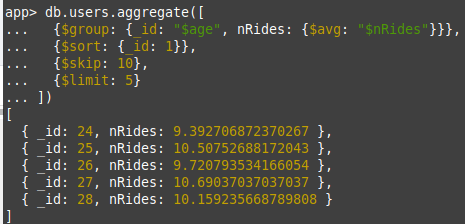 app> db.users.aggregate([
...   {$group: {_id: "$age", nRides: {$avg: "$nRides"}}},
...   {$sort: {_id: 1}},
...   {$skip: 10},
...   {$limit: 5}
... ])
[
  { _id: 24, nRides: 9.392706872370267 },
  { _id: 25, nRides: 10.50752688172043 },
  { _id: 26, nRides: 9.720793534166054 },
  { _id: 27, nRides: 10.69037037037037 },
  { _id: 28, nRides: 10.159235668789808 }
]